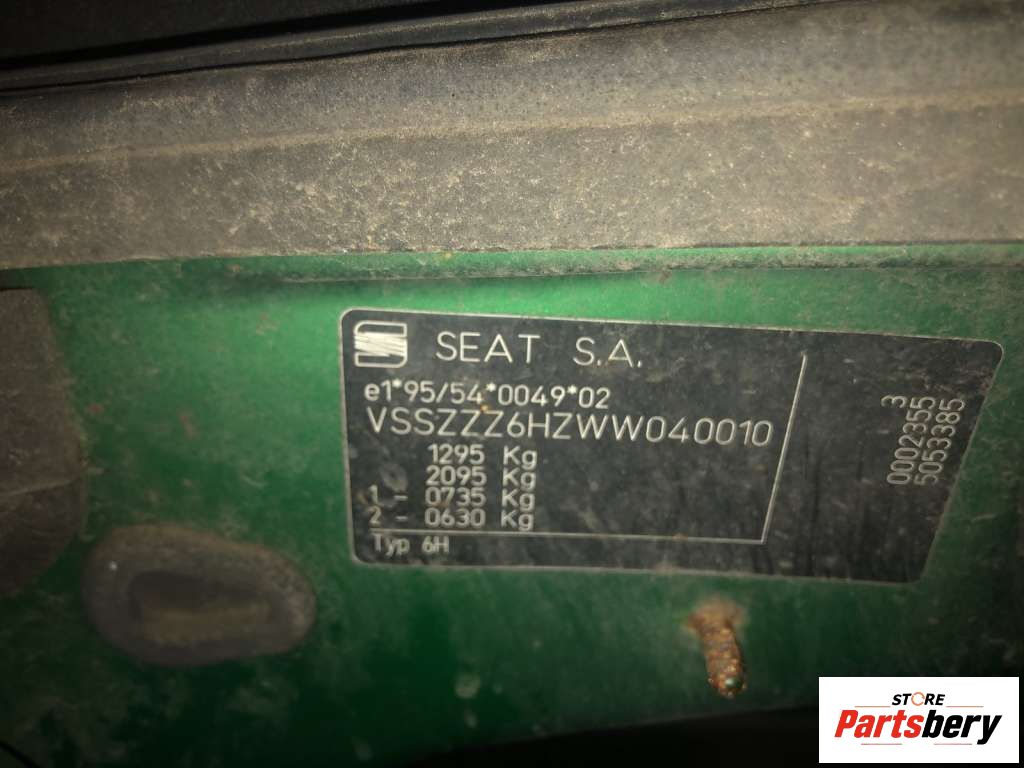 SEAT S.A.
e1*95/54*0049*02
VSSZZZ6HZWW040010
1295 Kg
2095 Kg
1 - 0735 Kg
2 - 0630 Kg
Typ 6H
3
0002355
5053385
STORE
Partsbery